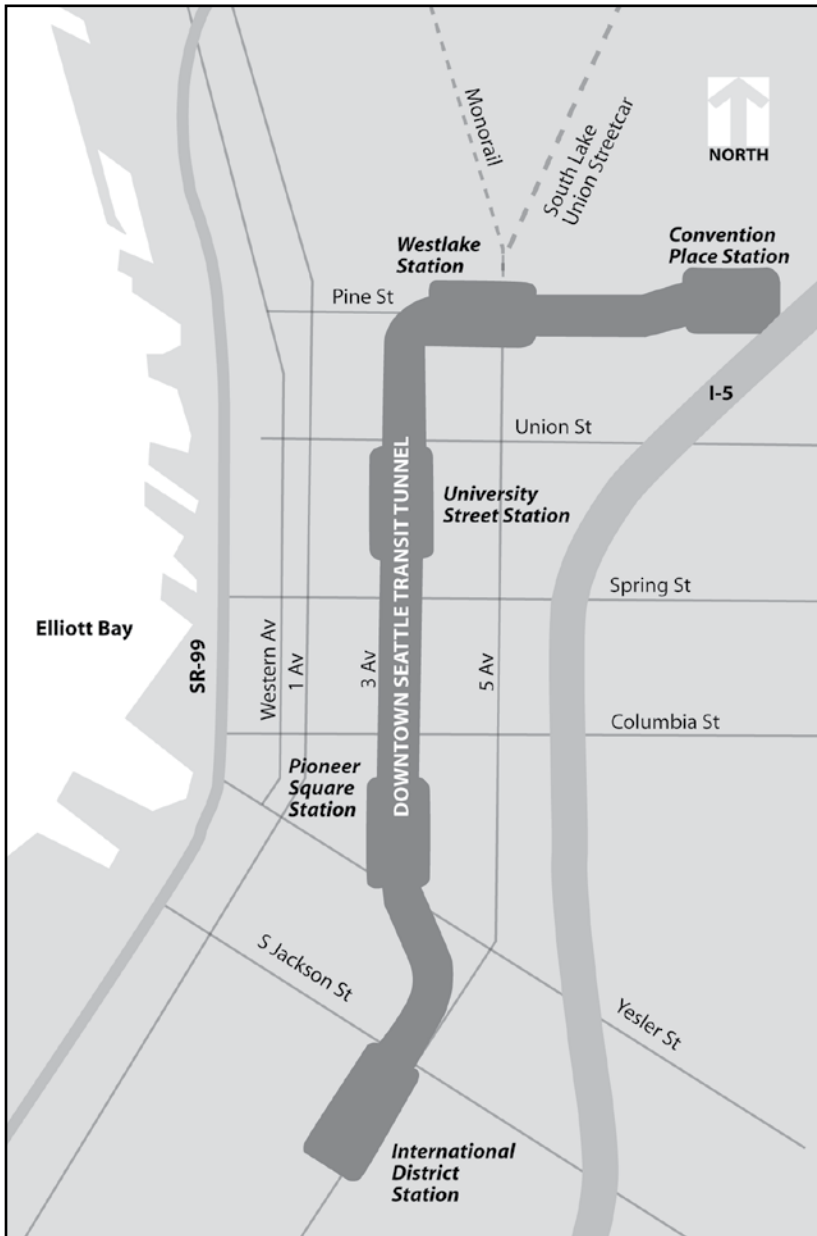 Monorail
South Lake
Union Streetcar
NORTH
Westlake
Station
Convention
Place Station
Pine St
I-5
Union St
University
Street Station
DOWNTOWN SEATTLE TRANSIT TUNNEL
Spring St
Elliott Bay
SR-99
Western Av
1 Av
3 Av
5 Av
Columbia St
Pioneer
Square
Station
S Jackson St
Yesler St
International
District
Station